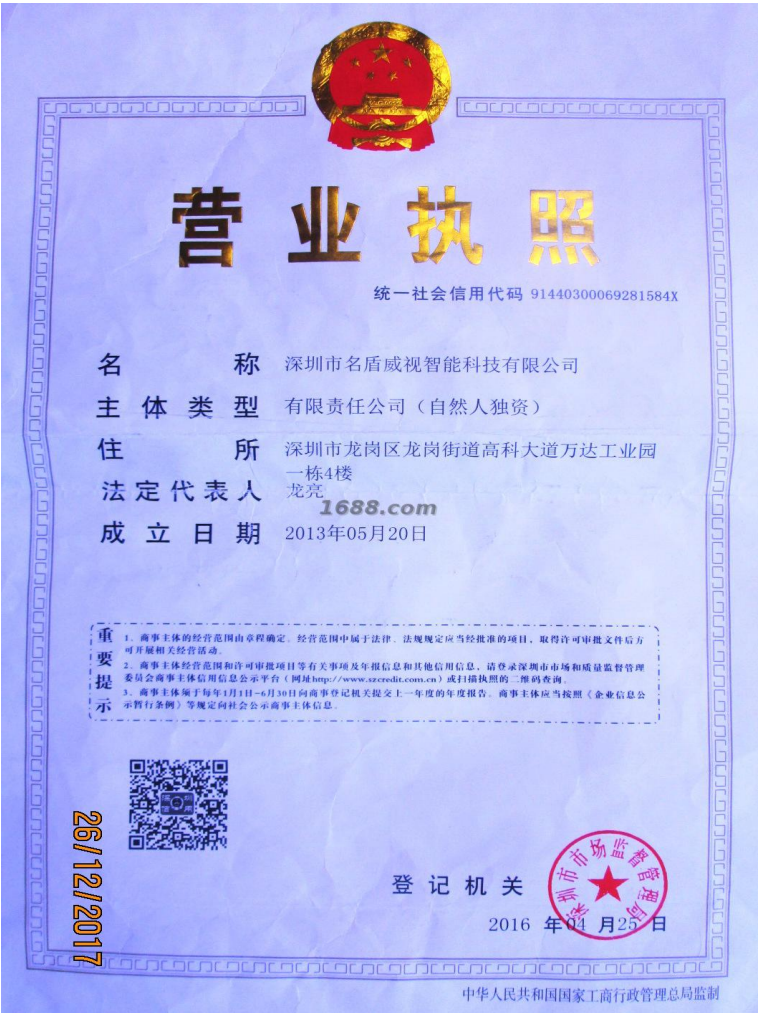 营业执照
统一社会信用代码 91440300069281584X
名称 深圳市名盾威视智能科技有限公司
主体类型 有限责任公司（自然人独资）
住所 深圳市龙岗区龙岗街道高科大道万达工业园
一栋4楼
法定代表人 龙亮
1688.com
成立日期 2013年05月20日
重要提示
1、商事主体的经营范围由章程确定。经营范围中属于法律、法规规定应当经批准的项目，取得许可审批文件后方
可开展相关经营活动。
2、商事主体经营范围和许可审批项目等有关事项及年报信息和其他信用信息，请登录深圳市市场和质量监督管理
委员会商事主体信用信息公示平台（网址http://www.szcredit.com.cn）或扫描执照的二维码查询。
3、商事主体须于每年1月1日-6月30日向商事登记机关提交上一年度的年度报告。商事主体应当按照《企业信息公
示暂行条例》等规定向社会公示商事主体信息。
26/12/2017
登记机关
深圳市市场监督管理局
2016 年04 月25 日
中华人民共和国国家工商行政管理总局监制